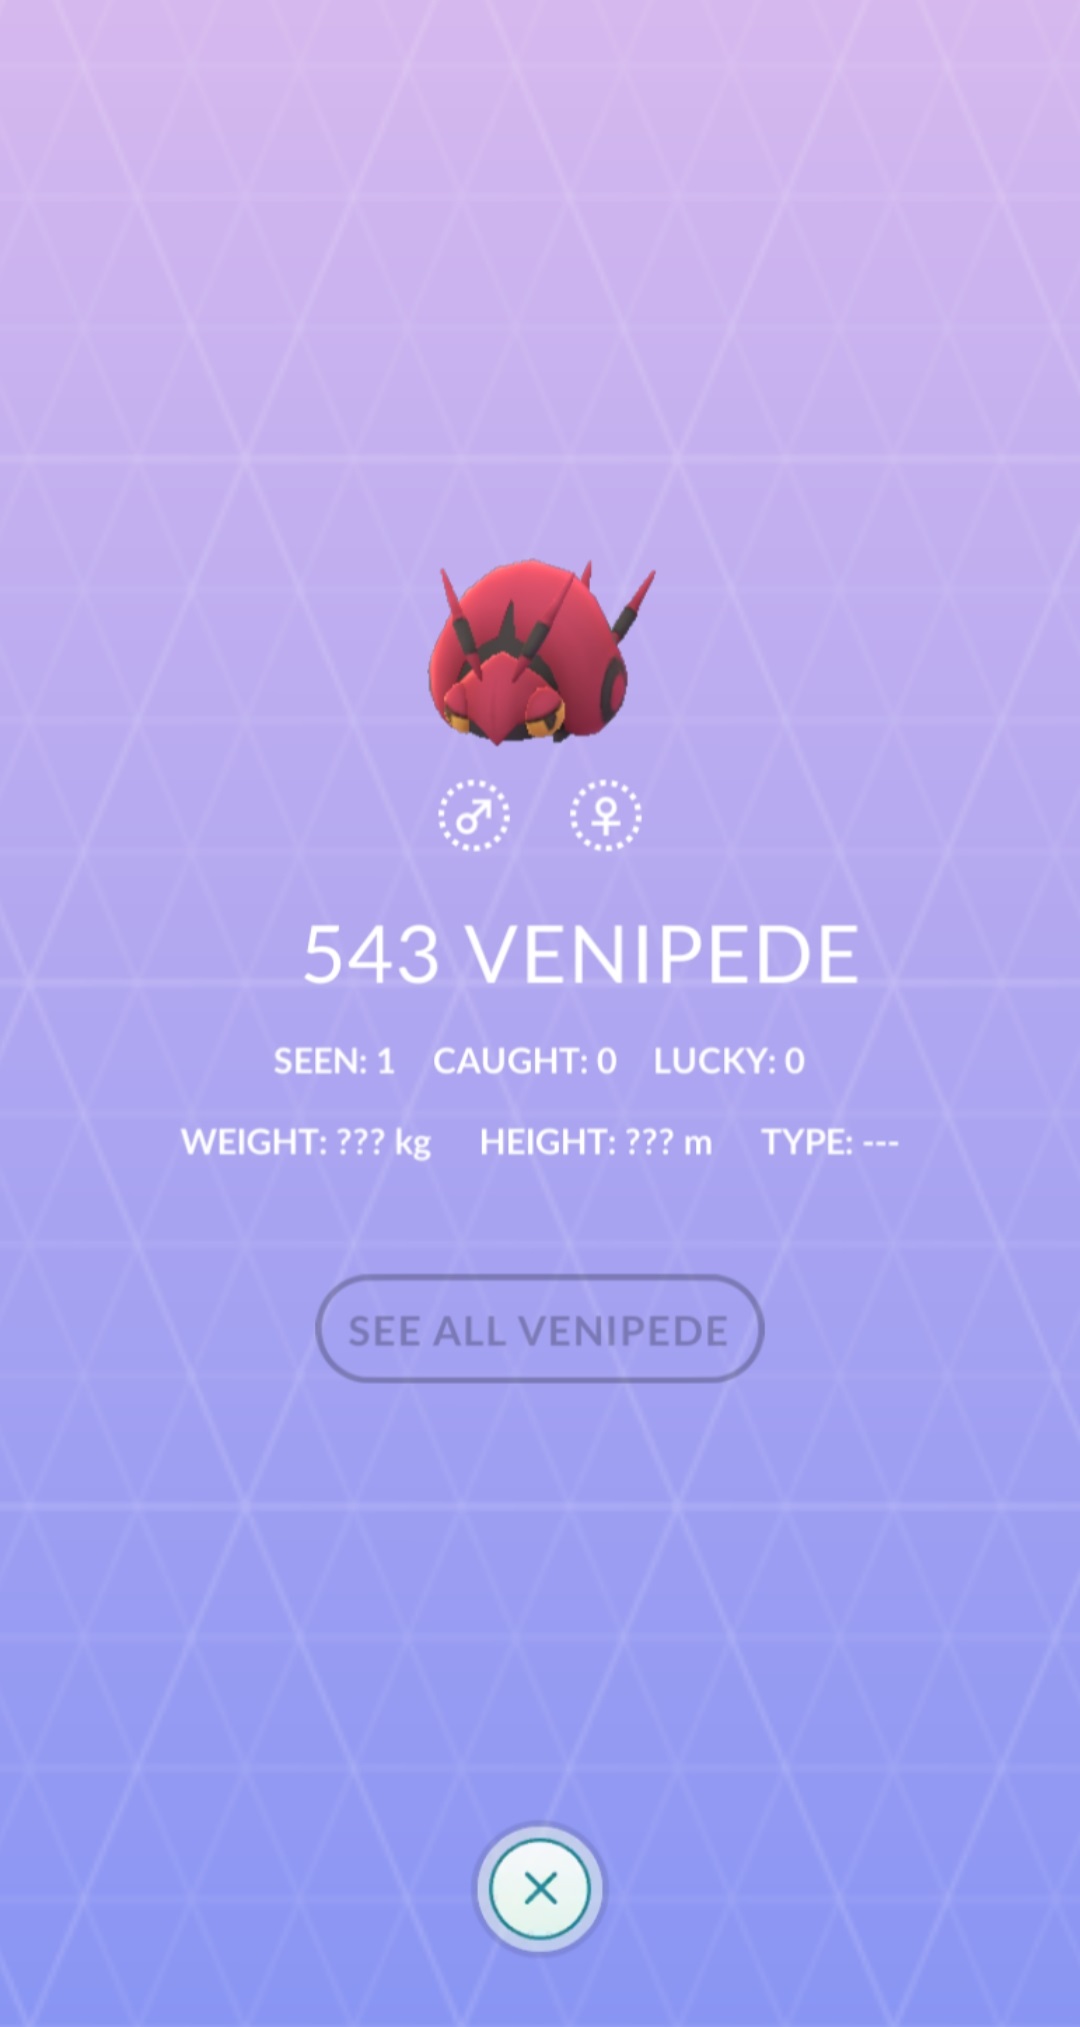 543 VENIPEDE
SEEN: 1 CAUGHT: 0 LUCKY: 0
WEIGHT: ??? kg HEIGHT: ??? m TYPE: ---
SEE ALL VENIPEDE